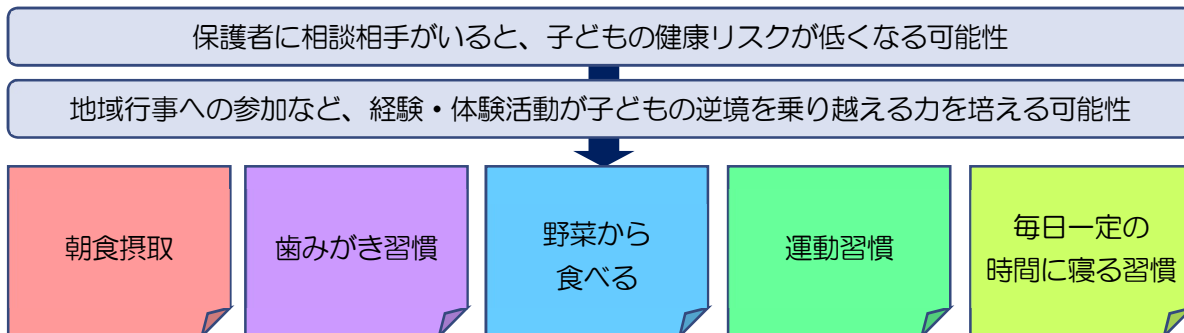 保護者に相談相手がいると、子どもの健康リスクが低くなる可能性
地域行事への参加など、経験・体験活動が子どもの逆境を乗り越える力を培える可能性
朝食摂取
歯みがき習慣
野菜から
食べる
運動習慣
毎日一定の
時間に寝る習慣